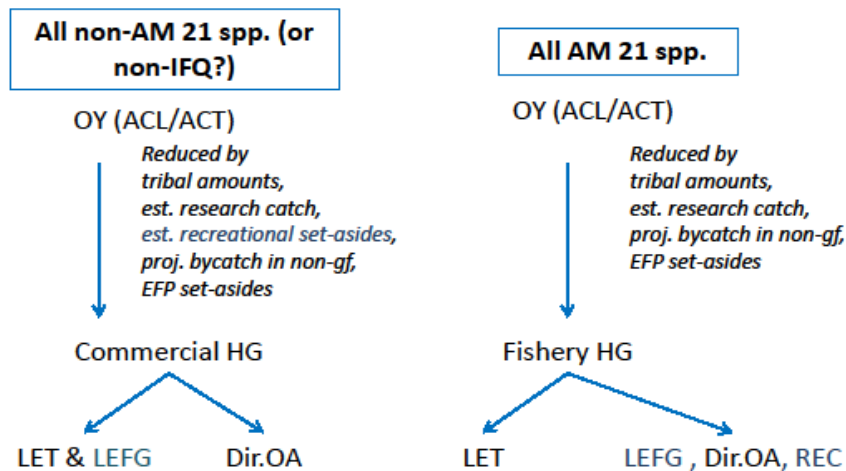 All non-AM 21 spp. (or
non-IFQ?)
OY (ACL/ACT)
Reduced by
tribal amounts,
est. research catch,
est. recreational set-asides,
proj. bycatch in non-gf,
EFP set-asides
Commercial HG
LET & LEFG
Dir.OA
All AM 21 spp.
OY (ACL/ACT)
Reduced by
tribal amounts,
est. research catch,
proj. bycatch in non-gf,
EFP set-asides
Fishery HG
LET
LEFG , Dir.OA, REC